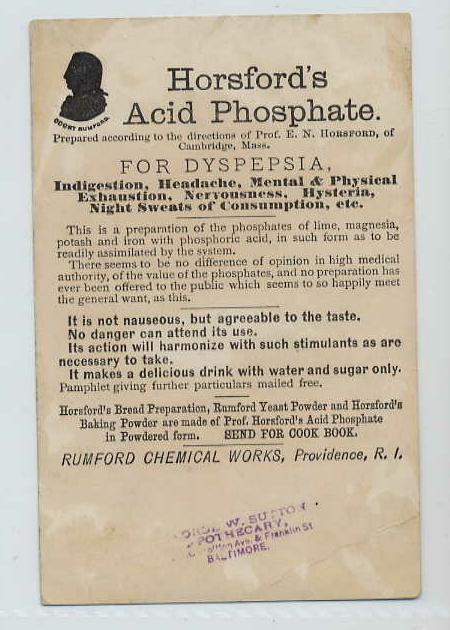 COUNT RUMFORD.
Horsford's
Acid Phosphate.
Prepared according to the directions of Prof. E. N. HORSFORD, of
Cambridge, Mass.
FOR DYSPEPSIA,
Indigestion, Headache, Mental & Physical
Exhaustion, Nervousness, Hysteria,
Night Sweats of Consumption, etc.
This is a preparation of the phosphates of lime, magnesia,
potash and iron with phosphoric acid, in such form as to be
readily assimilated by the system.
There seems to be no difference of opinion in high medical
authority, of the value of the phosphates, and no preparation has
ever been offered to the public which seems to so happily meet
the general want, as this.
It is not nauseous, but agreeable to the taste.
No danger can attend its use.
Its action will harmonize with such stimulants as are
necessary to take.
It makes a delicious drink with water and sugar only.
Pamphlet giving further particulars mailed free.
Horsford's Bread Preparation, Rumford Yeast Powder and Horsford's
Baking Powder are made of Prof. Horsford's Acid Phosphate
in Powdered form. SEND FOR COOK BOOK.
RUMFORD CHEMICAL WORKS, Providence, R. I.
W. SUTTON
APOTHECARY,
Ave. & Franklin St
BALTIMORE.